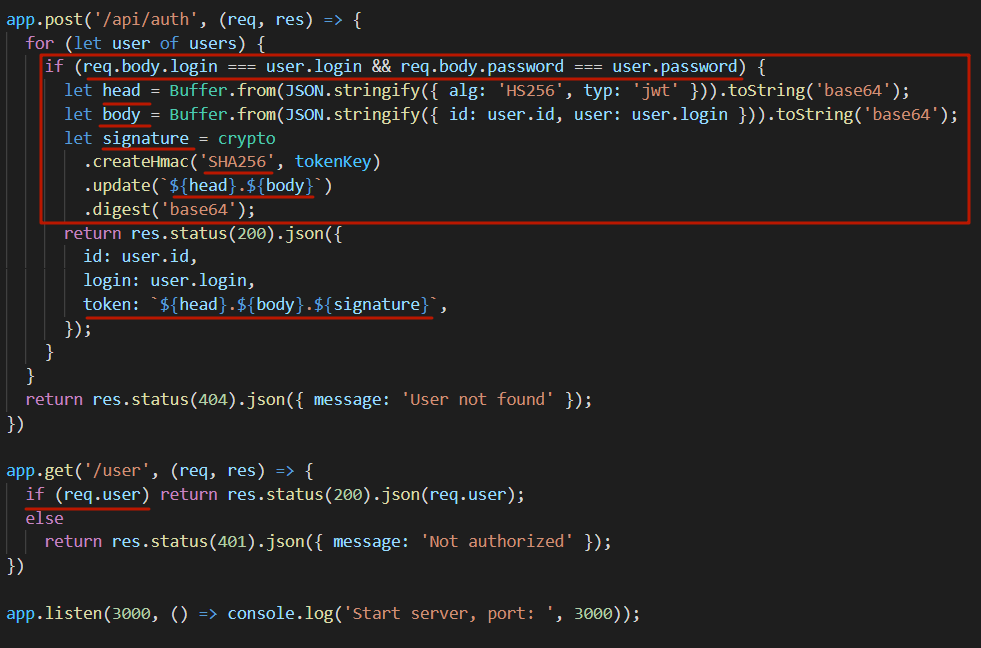 app.post('/api/auth', (req, res) => {
  for (let user of users) {
    if (req.body.login === user.login && req.body.password === user.password) {
      let head = Buffer.from(JSON.stringify({ alg: 'HS256', typ: 'jwt' })).toString('base64');
      let body = Buffer.from(JSON.stringify({ id: user.id, user: user.login })).toString('base64');
      let signature = crypto
        .createHmac('SHA256', tokenKey)
        .update(`${head}.${body}`)
        .digest('base64');
      return res.status(200).json({
        id: user.id,
        login: user.login,
        token: `${head}.${body}.${signature}`,
      });
    }
  }
  return res.status(404).json({ message: 'User not found' });
})
app.get('/user', (req, res) => {
  if (req.user) return res.status(200).json(req.user);
  else
    return res.status(401).json({ message: 'Not authorized' });
})
app.listen(3000, () => console.log('Start server, port: ', 3000));